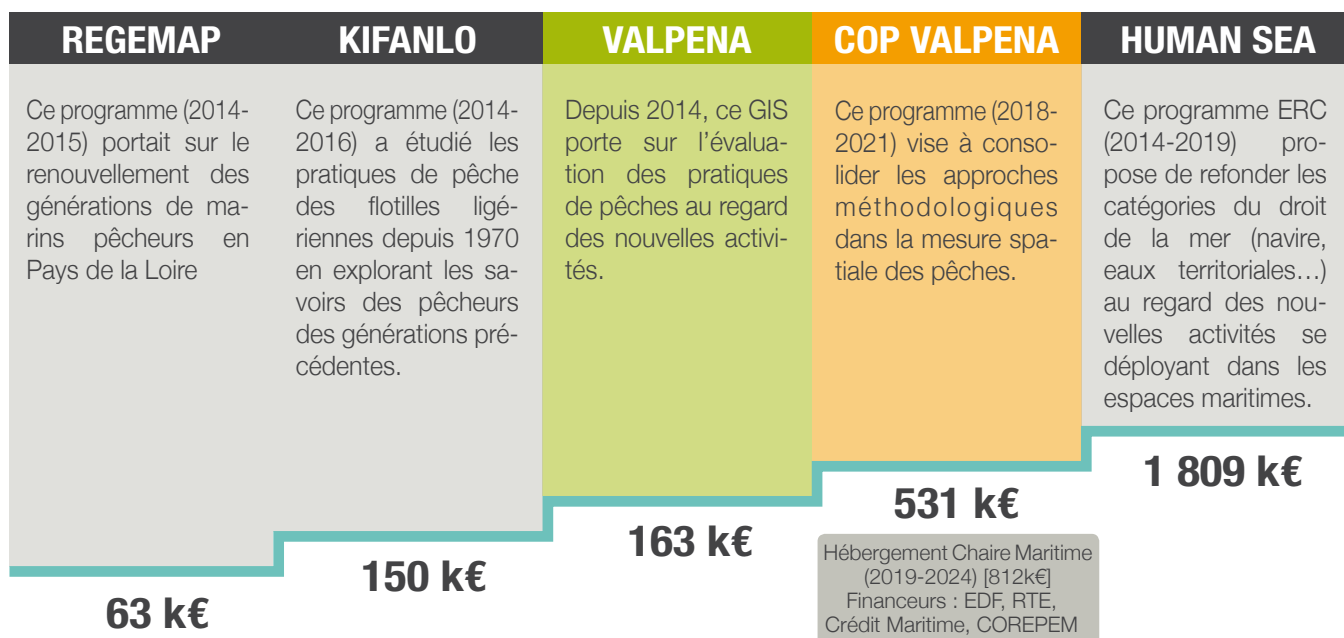 REGEMAP
Ce programme (2014-
2015) portait sur le
renouvellement des
générations de ma-
rins pêcheurs en
Pays de la Loire
63 k€
KIFANLO
Ce programme (2014-
2016) a étudié les
pratiques de pêche
des flotilles ligé-
riennes depuis 1970
en explorant les sa-
voirs des pêcheurs
des générations pré-
cédentes.
150 k€
VALPENA
Depuis 2014, ce GIS
porte sur l’évalua-
tion des pratiques
de pêches au regard
des nouvelles activi-
tés.
163 k€
COP VALPENA
Ce programme (2018-
2021) vise à conso-
lider les approches
méthodologiques
dans la mesure spa-
tiale des pêches.
531 k€
Hébergement Chaire Maritime
(2019-2024) [812k€]
Financeurs : EDF, RTE,
Crédit Maritime, COREPEM
HUMAN SEA
Ce programme ERC
(2014-2019) pro-
pose de refonder les
catégories du droit
de la mer (navire,
eaux territoriales…)
au regard des nou-
velles activités se
déployant dans les
espaces maritimes.
1 809 k€